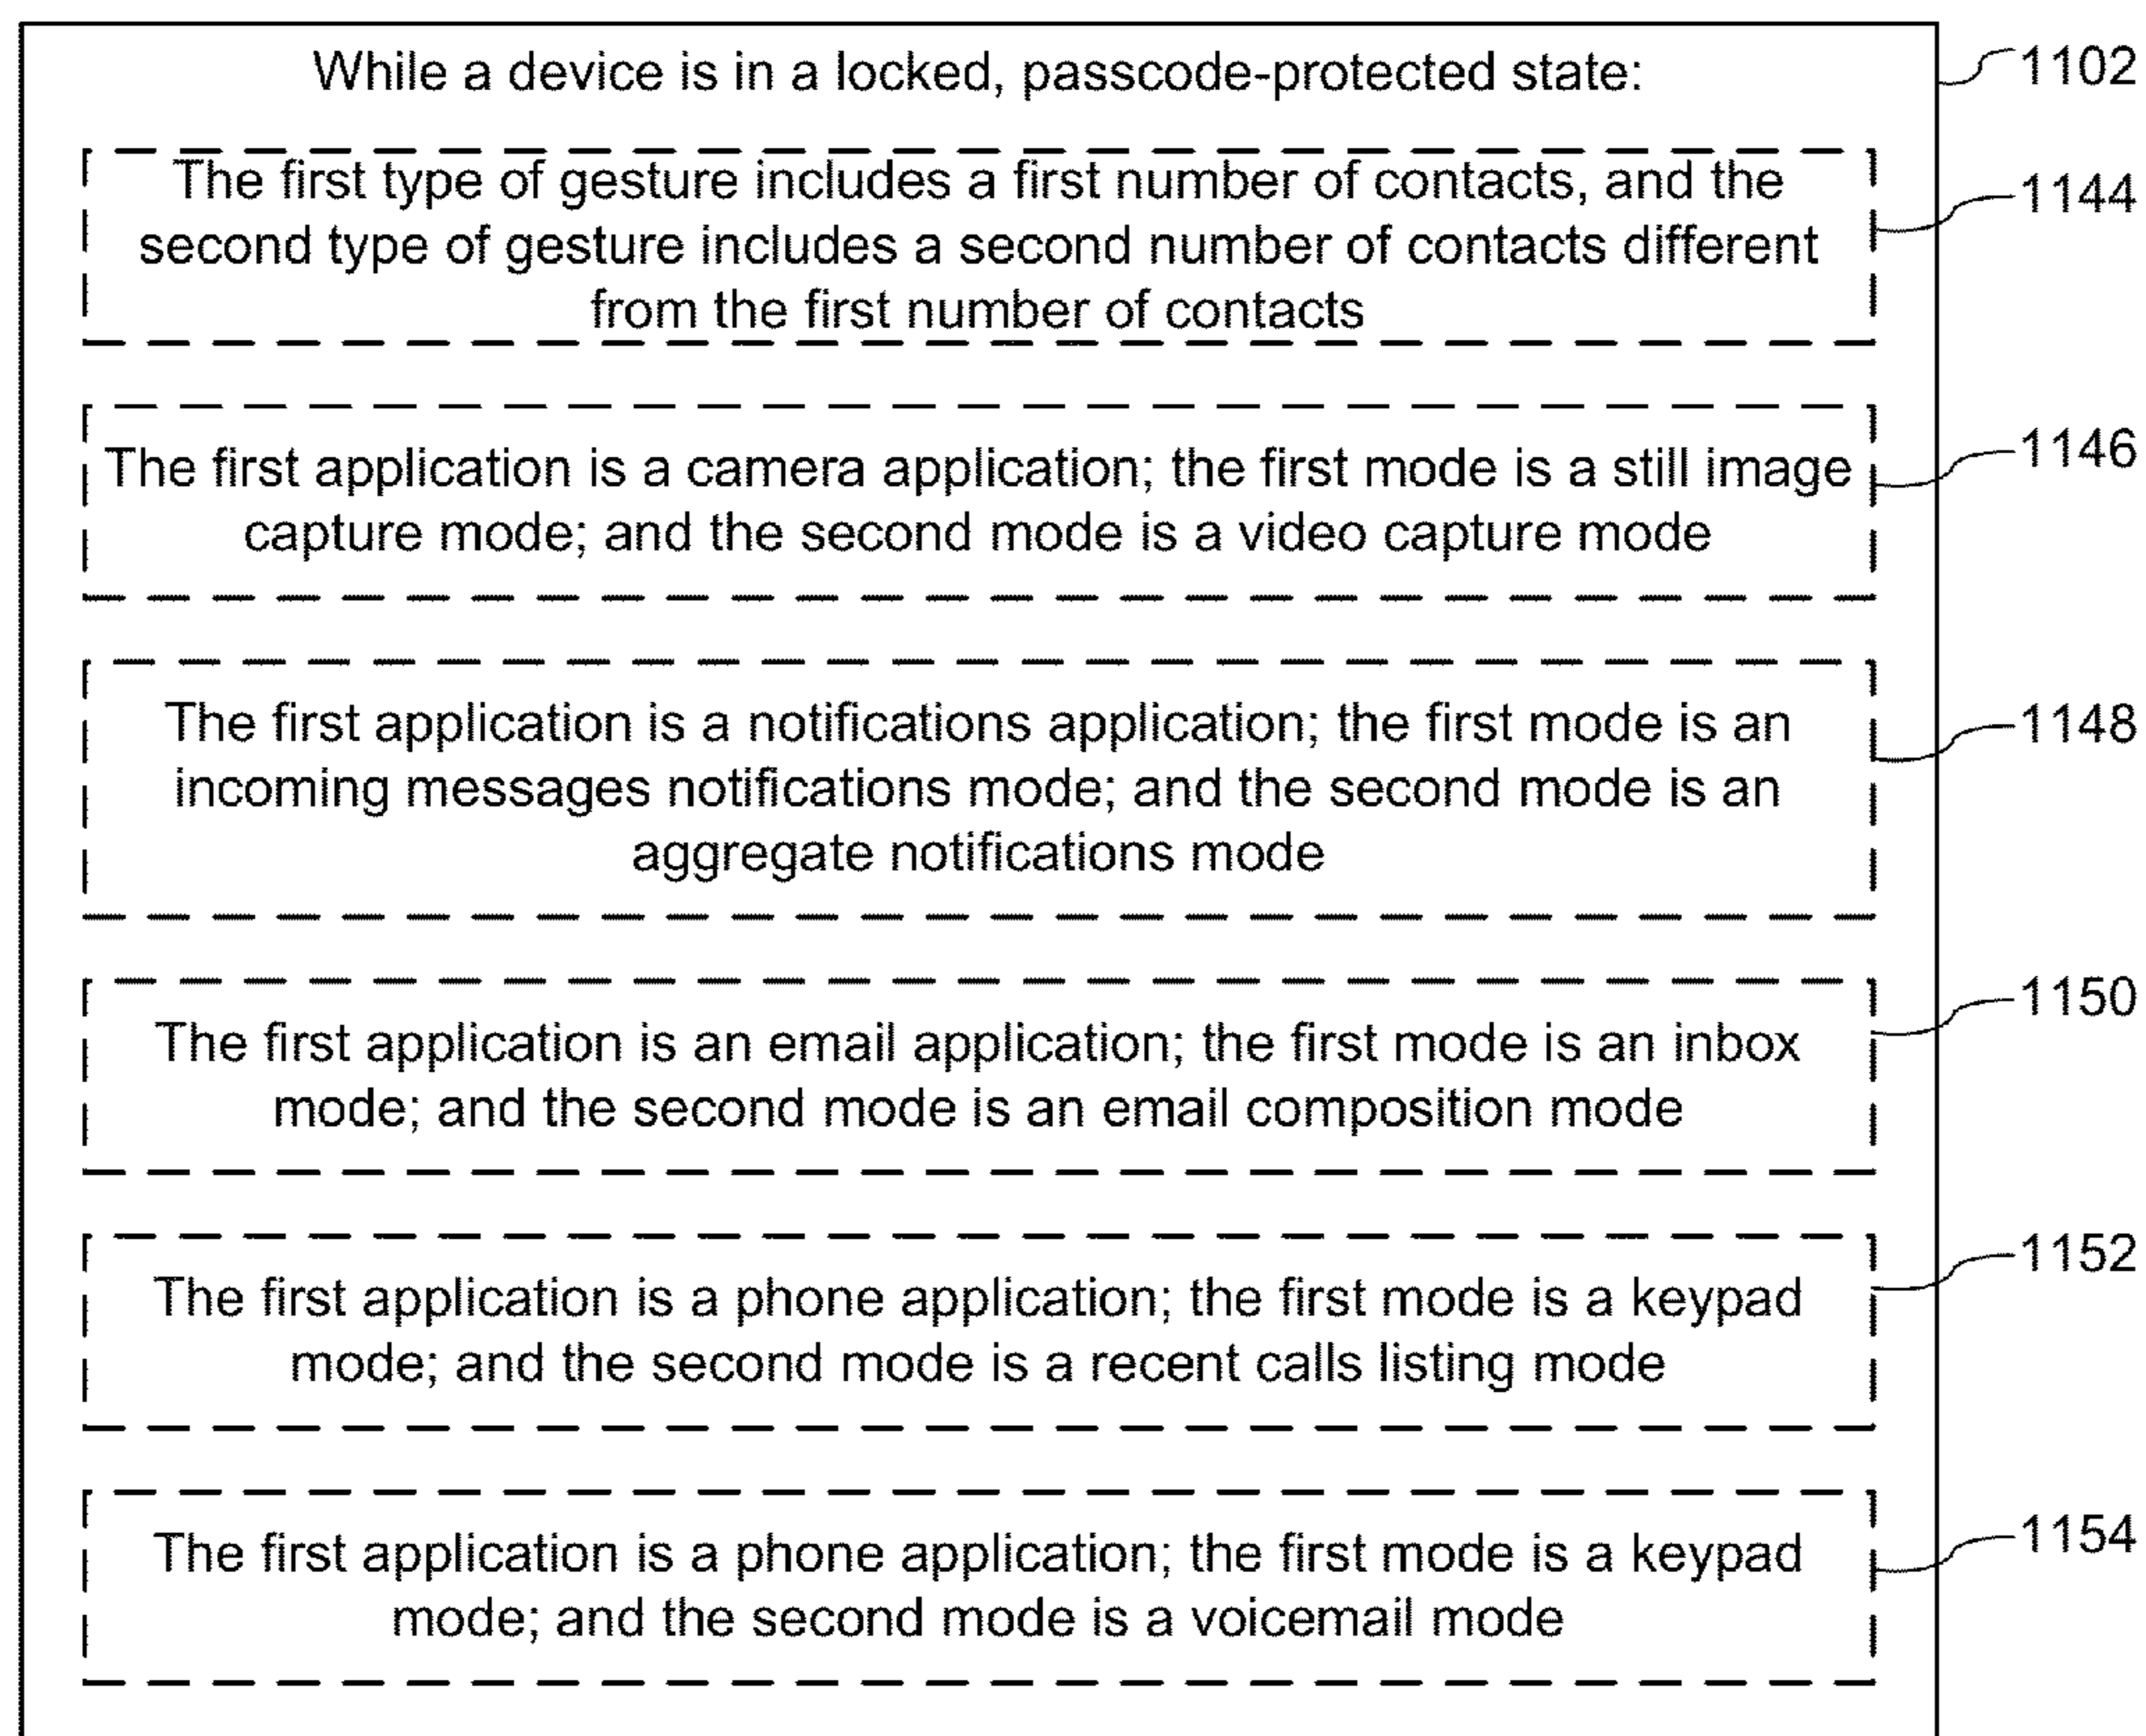 While a device is in a locked, passcode-protected state:
1102
The first type of gesture includes a first number of contacts, and the
second type of gesture includes a second number of contacts different
from the first number of contacts
1144
The first application is a camera application; the first mode is a still image
capture mode; and the second mode is a video capture mode
1146
The first application is a notifications application; the first mode is an
incoming messages notifications mode; and the second mode is an
aggregate notifications mode
1148
The first application is an email application; the first mode is an inbox
mode; and the second mode is an email composition mode
1150
The first application is a phone application; the first mode is a keypad
mode; and the second mode is a recent calls listing mode
1152
The first application is a phone application; the first mode is a keypad
mode; and the second mode is a voicemail mode
1154